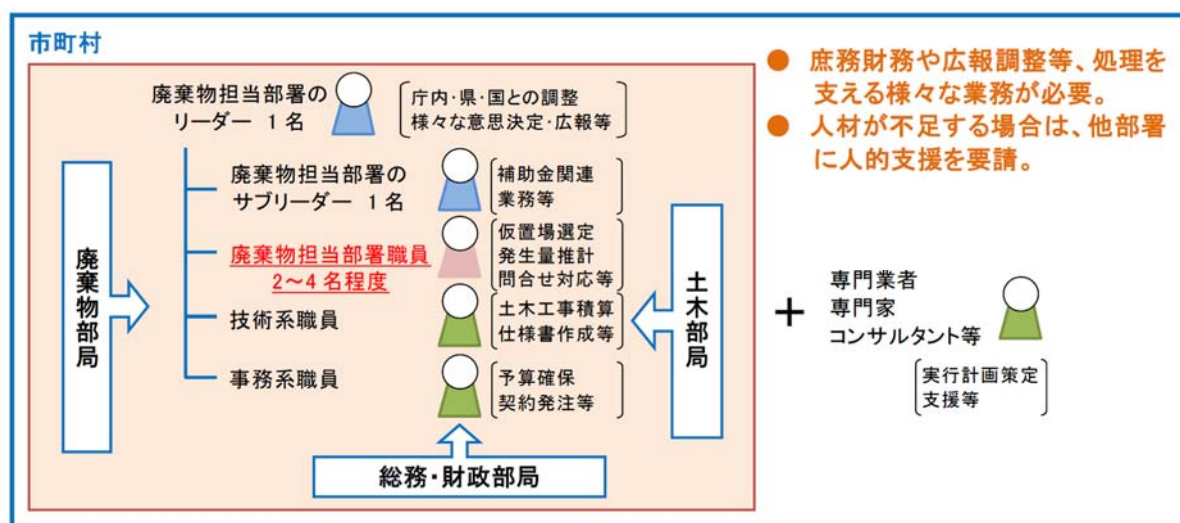 市町村
廃棄物担当部署の
リーダー 1名
庁内・県・国との調整
様々な意思決定・広報等
廃棄物担当部署の
サブリーダー 1名
補助金関連
業務等
廃棄物担当部署職員
2～4名程度
仮置場選定
発生量推計
問合せ対応等
技術系職員
土木工事積算
仕様書作成等
事務系職員
予算確保
契約発注等
廃棄物部局
土木部局
総務・財政部局
● 庶務財務や広報調整等、処理を
支える様々な業務が必要。
● 人材が不足する場合は、他部署
に人的支援を要請。
＋
専門業者
専門家
コンサルタント等
実行計画策定
支援等